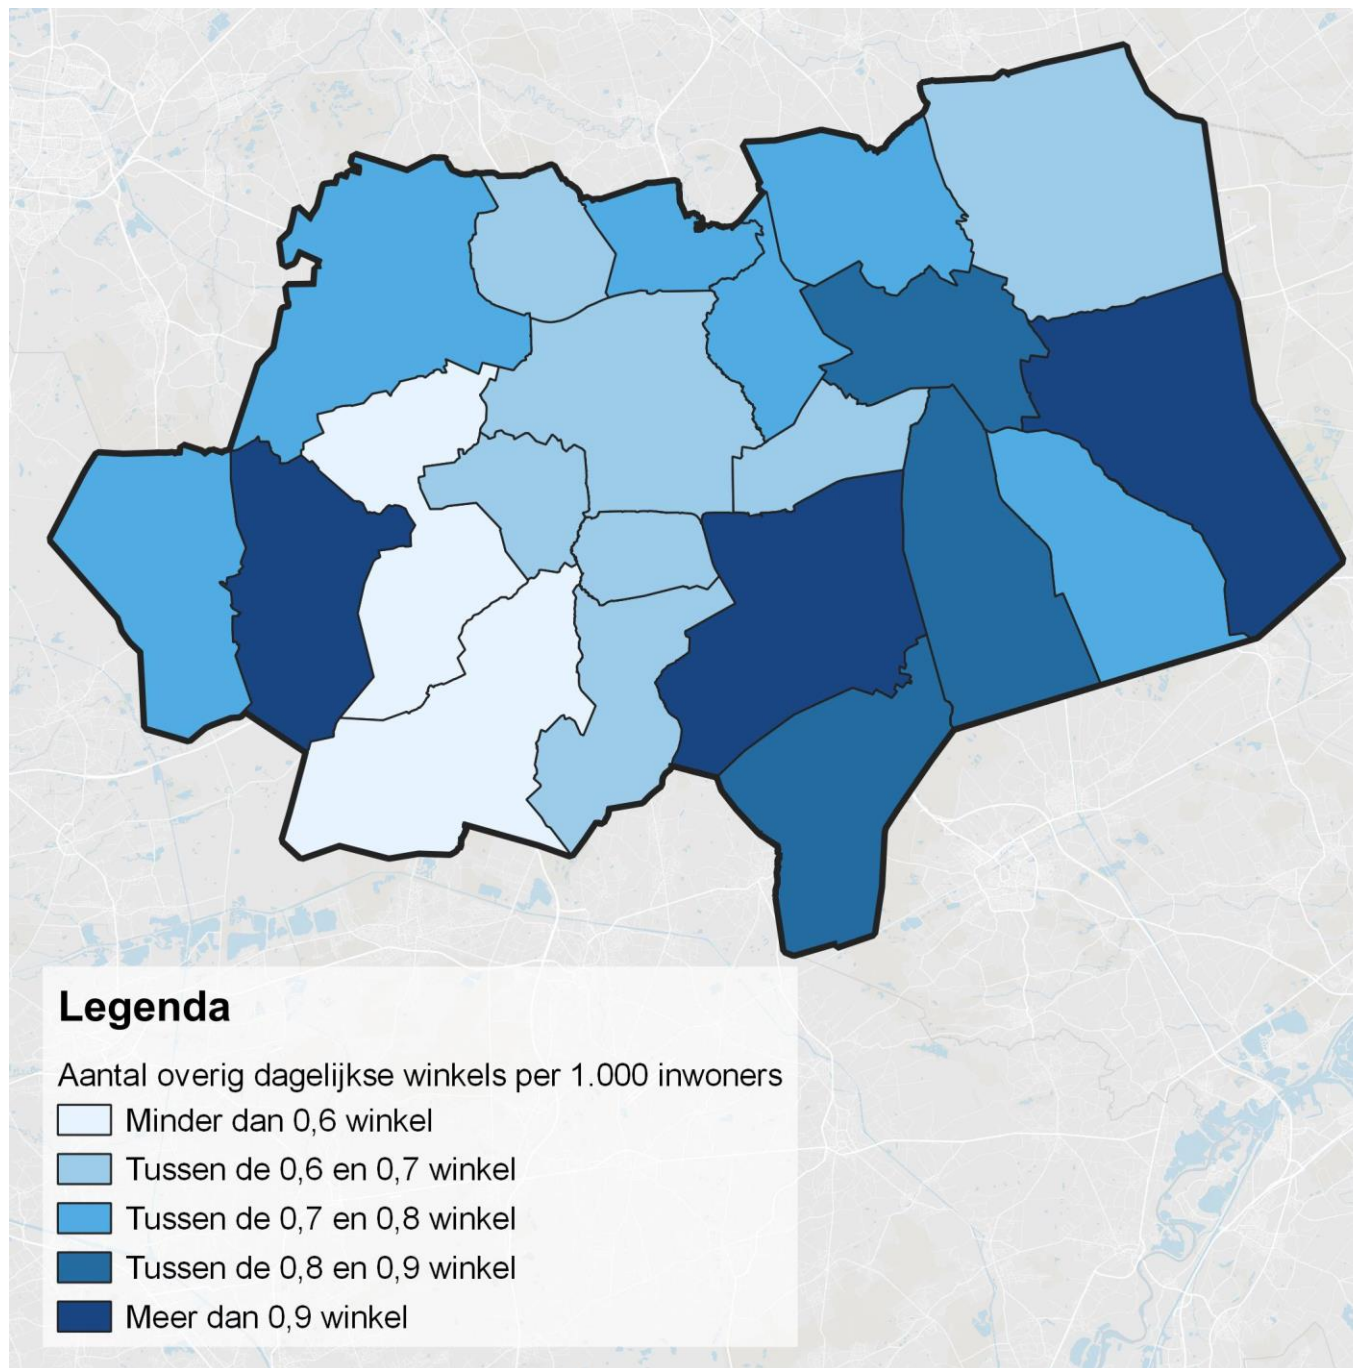 Legenda
Aantal overig dagelijkse winkels per 1.000 inwoners
Minder dan 0,6 winkel
Tussen de 0,6 en 0,7 winkel
Tussen de 0,7 en 0,8 winkel
Tussen de 0,8 en 0,9 winkel
Meer dan 0,9 winkel